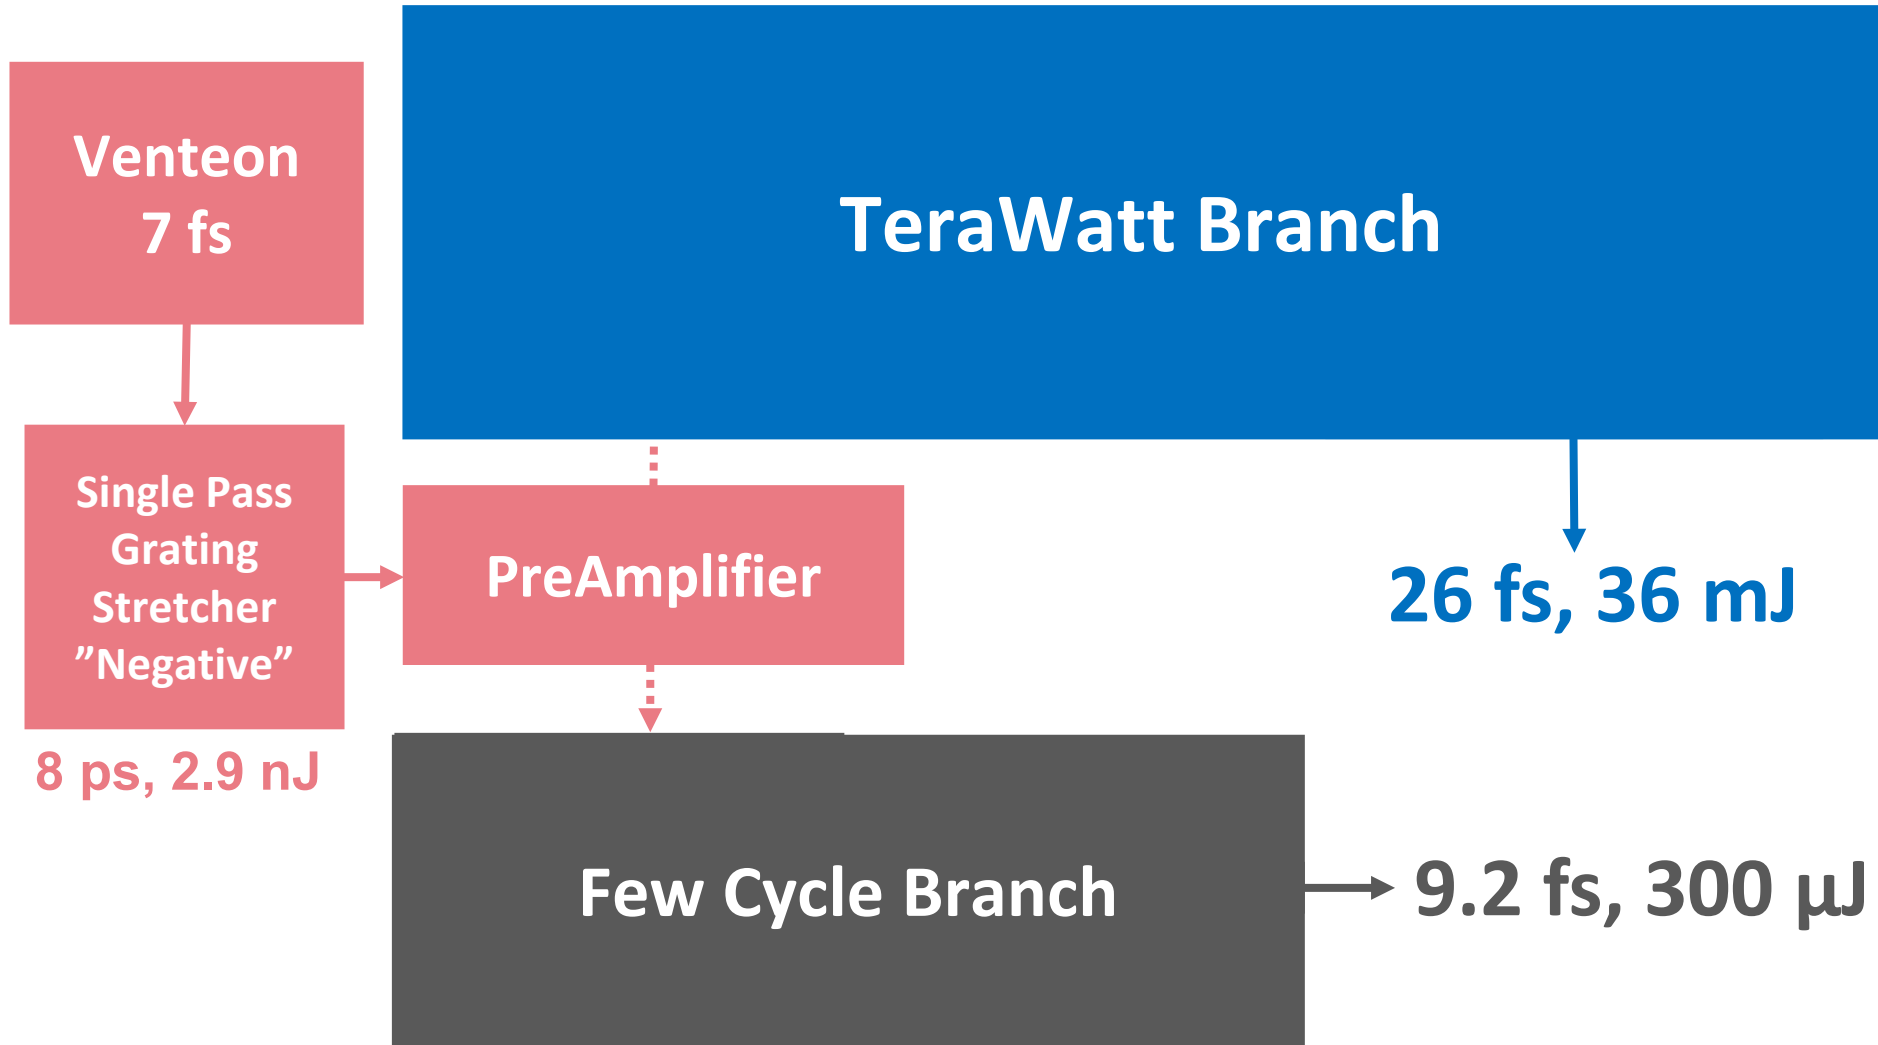 Venteon
7 fs
TeraWatt Branch
Single Pass
Grating
Stretcher
”Negative”
PreAmplifier
26 fs, 36 mJ
8 ps, 2.9 nJ
Few Cycle Branch
9.2 fs, 300 µJ